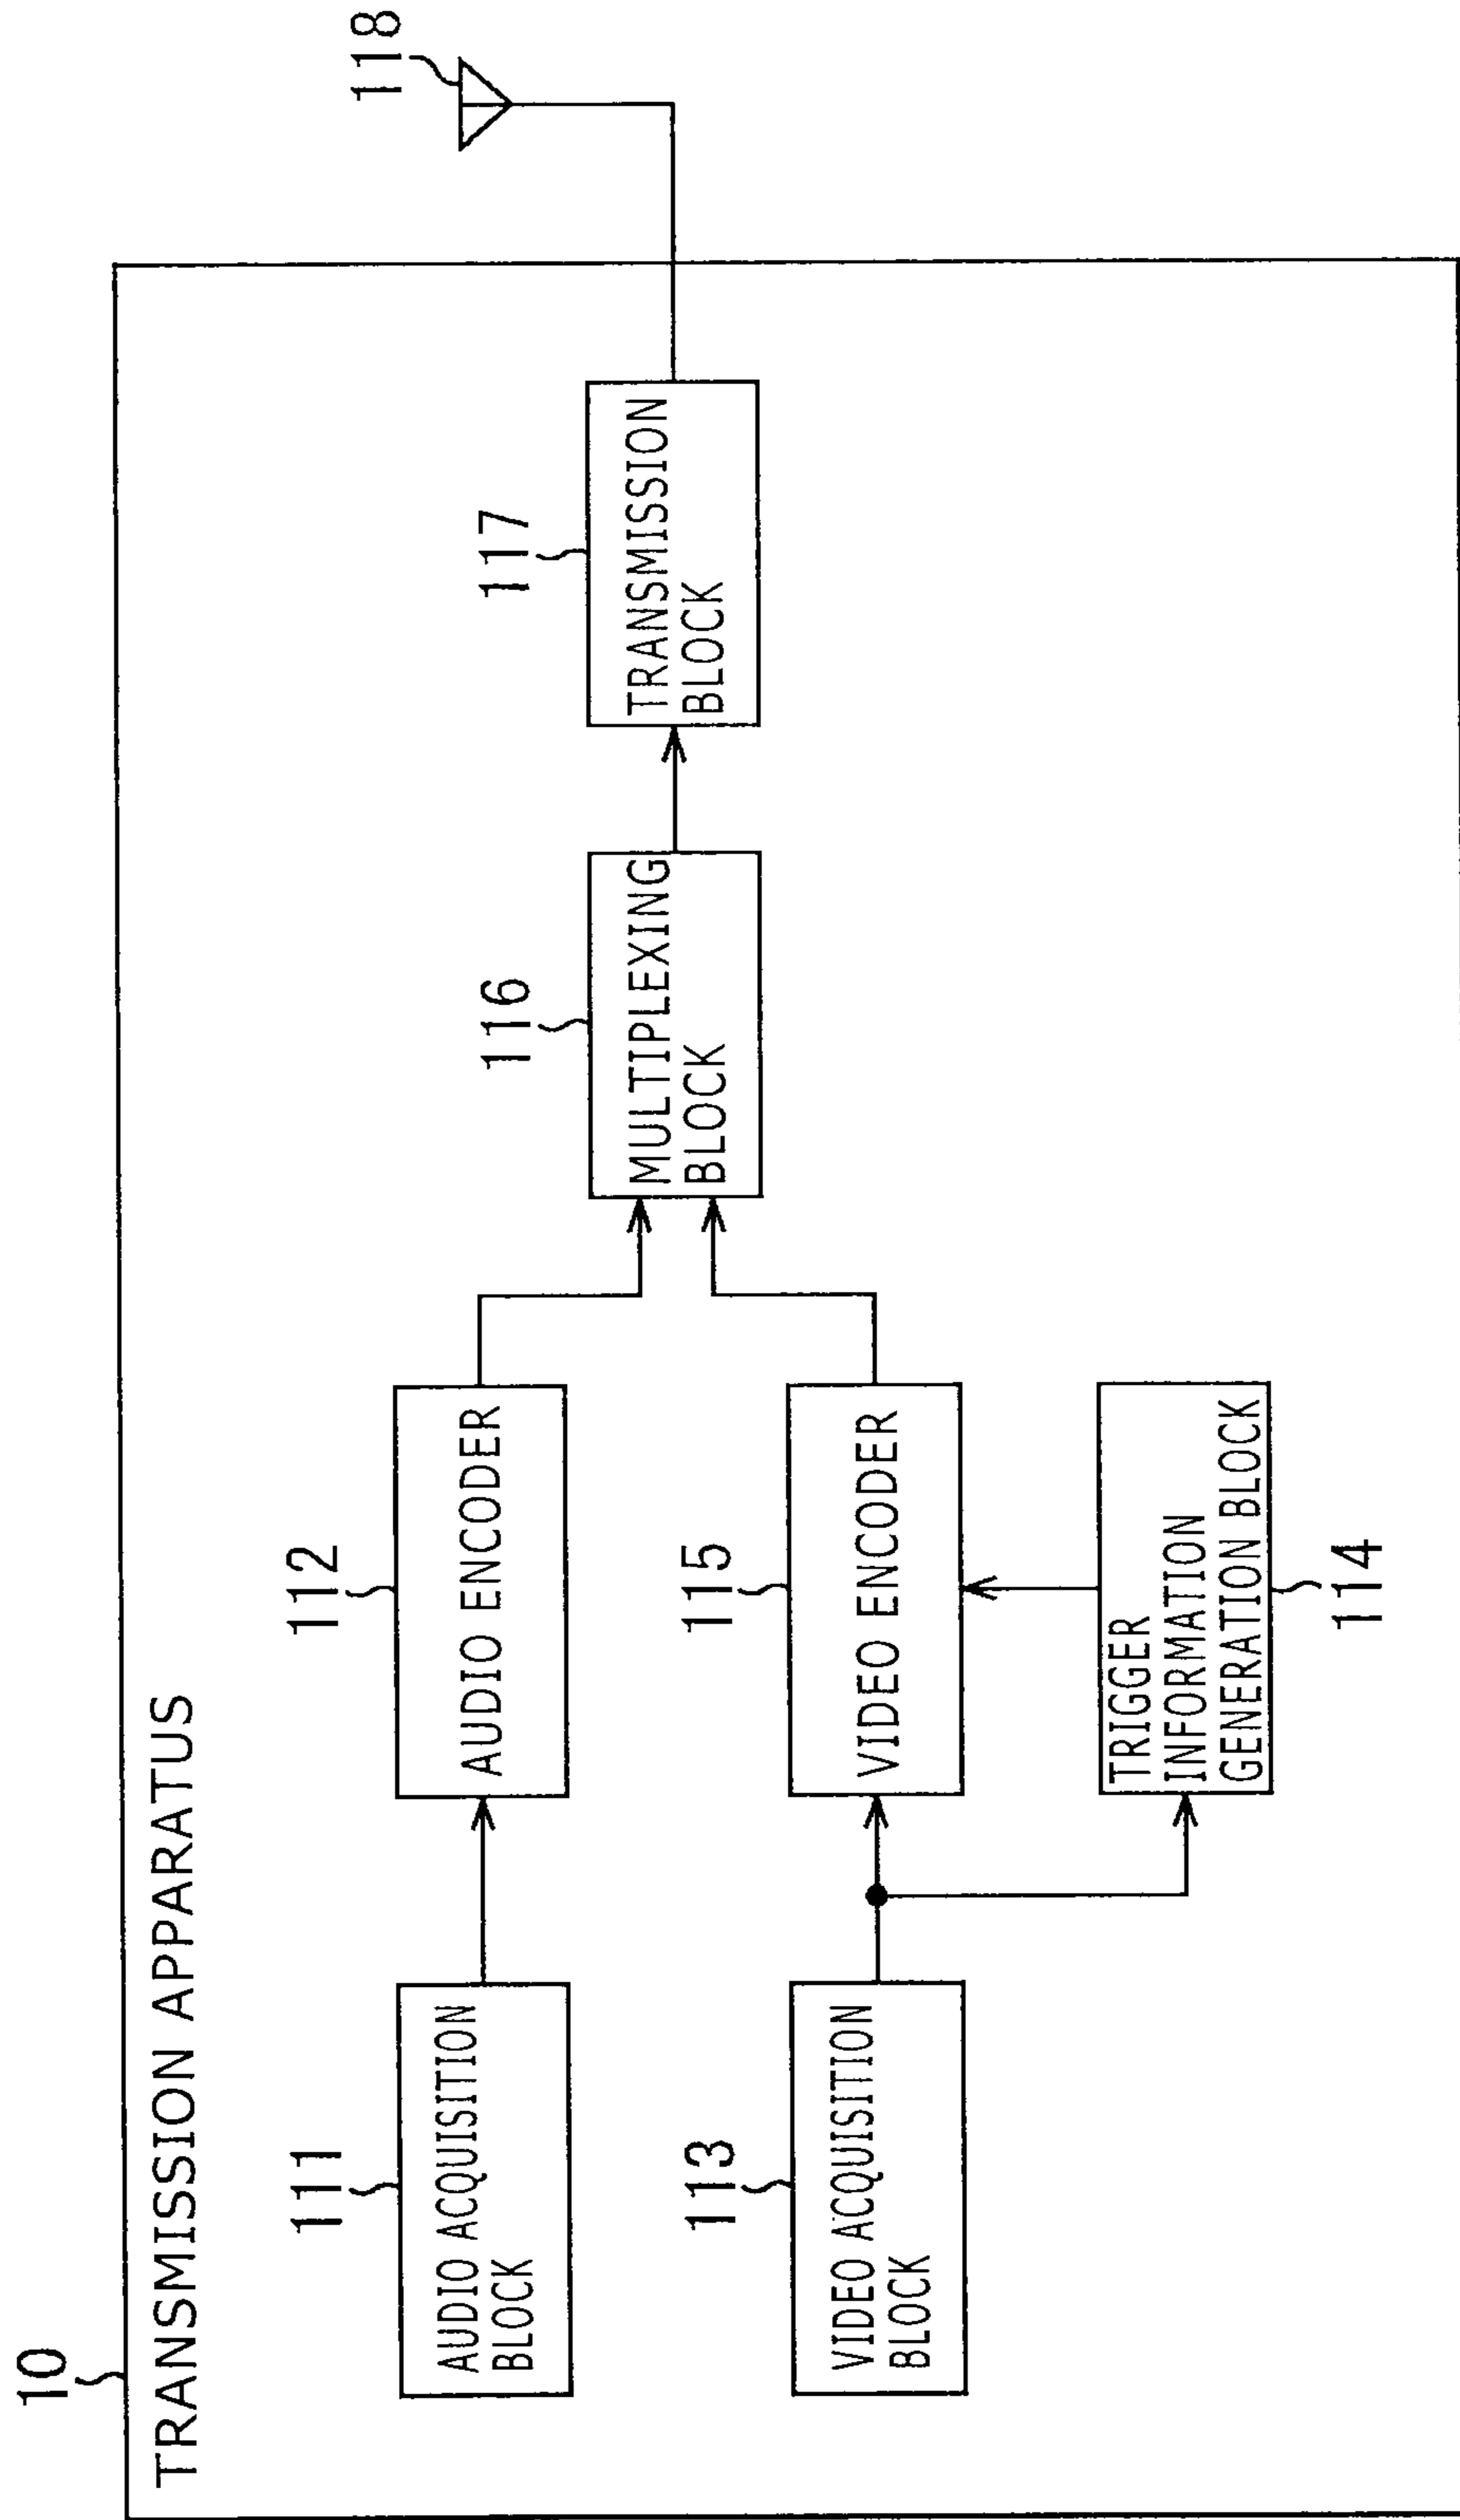 10
TRANSMISSION APPARATUS
111
AUDIO ACQUISITION
BLOCK
112
AUDIO ENCODER
113
VIDEO ACQUISITION
BLOCK
115
VIDEO ENCODER
TRIGGER
INFORMATION
GENERATION BLOCK
114
116
MULTIPLEXING
BLOCK
117
TRANSMISSION
BLOCK
118